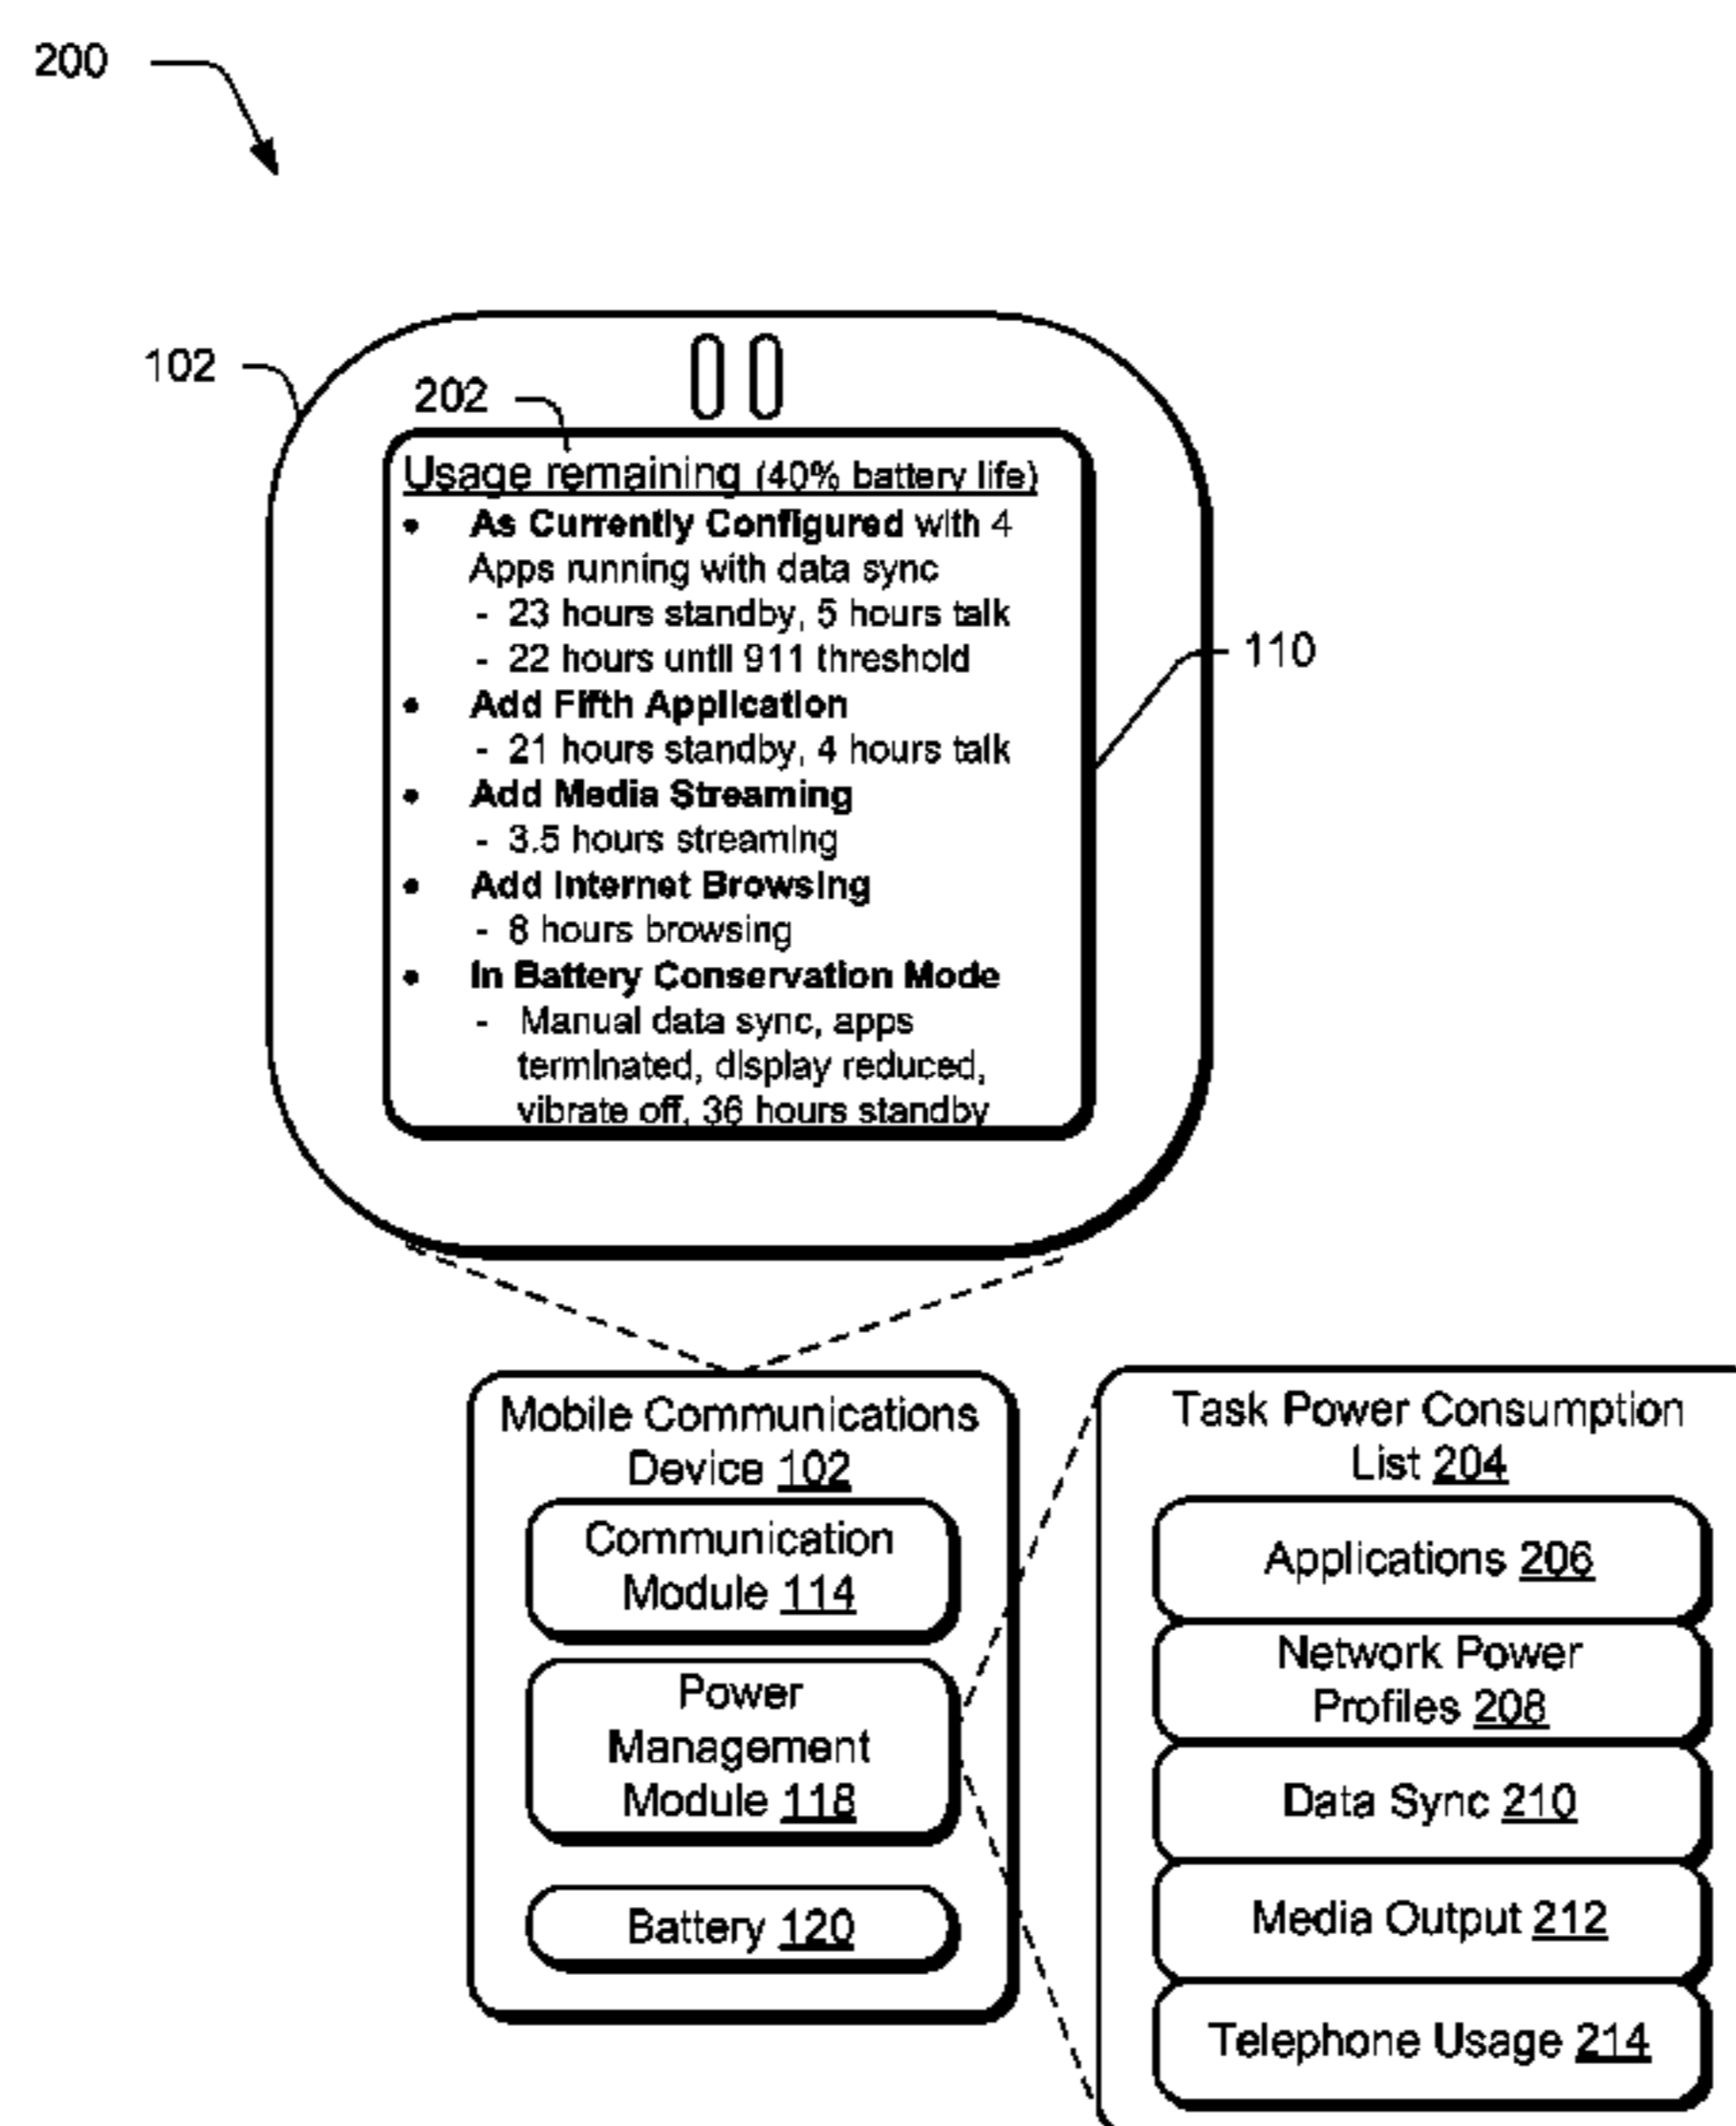 200
102
202
Usage remaining (40% battery life)
• As Currently Configured with 4
Apps running with data sync
- 23 hours standby, 5 hours talk
- 22 hours until 911 threshold
• Add Fifth Application
- 21 hours standby, 4 hours talk
• Add Media Streaming
- 3.5 hours streaming
• Add Internet Browsing
- 8 hours browsing
• In Battery Conservation Mode
- Manual data sync, apps
terminated, display reduced,
vibrate off, 36 hours standby
110
Mobile Communications
Device 102
Communication
Module 114
Power
Management
Module 118
Battery 120
Task Power Consumption
List 204
Applications 206
Network Power
Profiles 208
Data Sync 210
Media Output 212
Telephone Usage 214